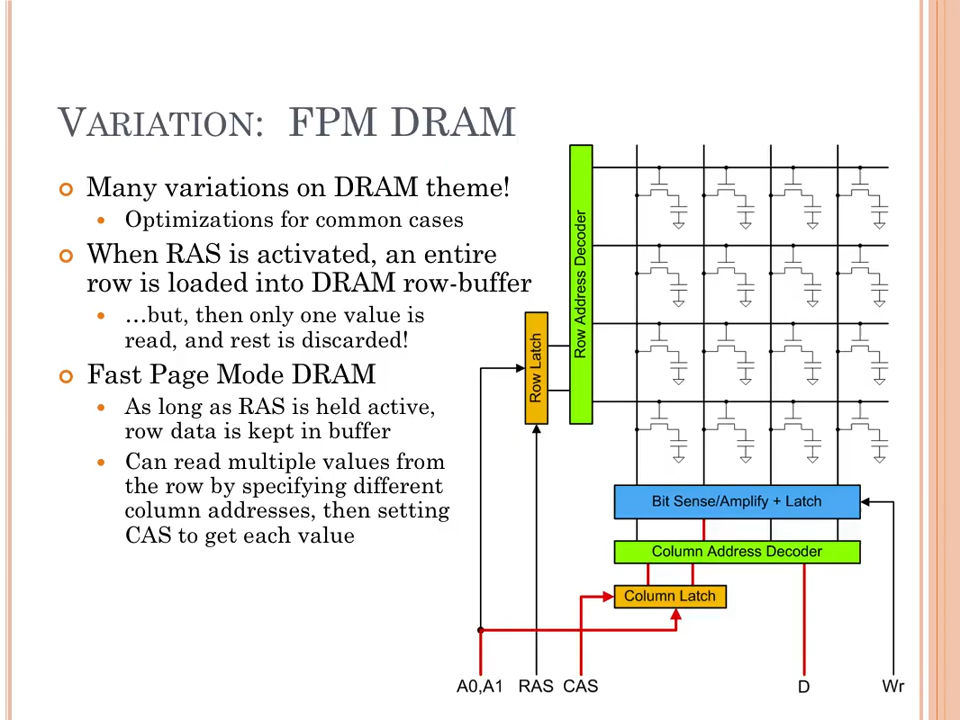 VARIATION: FPM DRAM
Many variations on DRAM theme!
Optimizations for common cases
When RAS is activated, an entire
row is loaded into DRAM row-buffer
…but, then only one value is
read, and rest is discarded!
Fast Page Mode DRAM
As long as RAS is held active,
row data is kept in buffer
Can read multiple values from
the row by specifying different
column addresses, then setting
CAS to get each value
Row Address Decoder
Row Latch
Bit Sense/Amplify + Latch
Column Address Decoder
Column Latch
A0,A1 RAS CAS D Wr